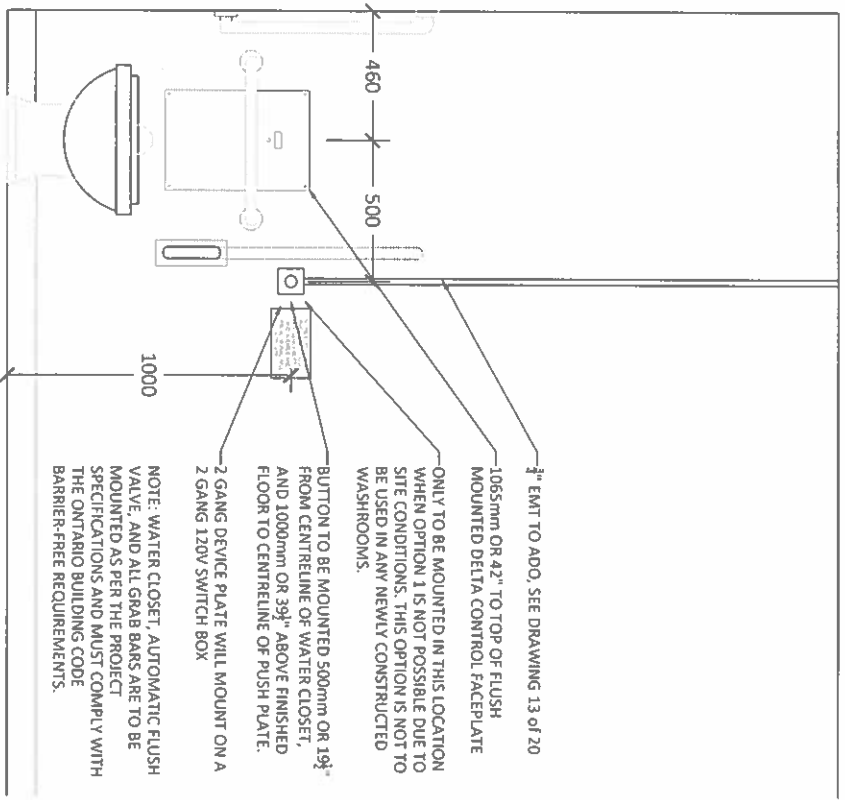 460
500
1000
¾" EMT TO ADO, SEE DRAWING 13 of 20
1065mm OR 42" TO TOP OF FLUSH
MOUNTED DELTA CONTROL FACEPLATE
ONLY TO BE MOUNTED IN THIS LOCATION
WHEN OPTION 1 IS NOT POSSIBLE DUE TO
SITE CONDITIONS. THIS OPTION IS NOT TO
BE USED IN ANY NEWLY CONSTRUCTED
WASHROOMS.
BUTTON TO BE MOUNTED 500mm OR 19½"
FROM CENTRELINE OF WATER CLOSET,
AND 1000mm OR 39½" ABOVE FINISHED
FLOOR TO CENTRELINE OF PUSH PLATE.
2 GANG DEVICE PLATE WILL MOUNT ON A
2 GANG 120V SWITCH BOX
NOTE: WATER CLOSET, AUTOMATIC FLUSH
VALVE, AND ALL GRAB BARS ARE TO BE
MOUNTED AS PER THE PROJECT
SPECIFICATIONS AND MUST COMPLY WITH
THE ONTARIO BUILDING CODE
BARRIER-FREE REQUIREMENTS.